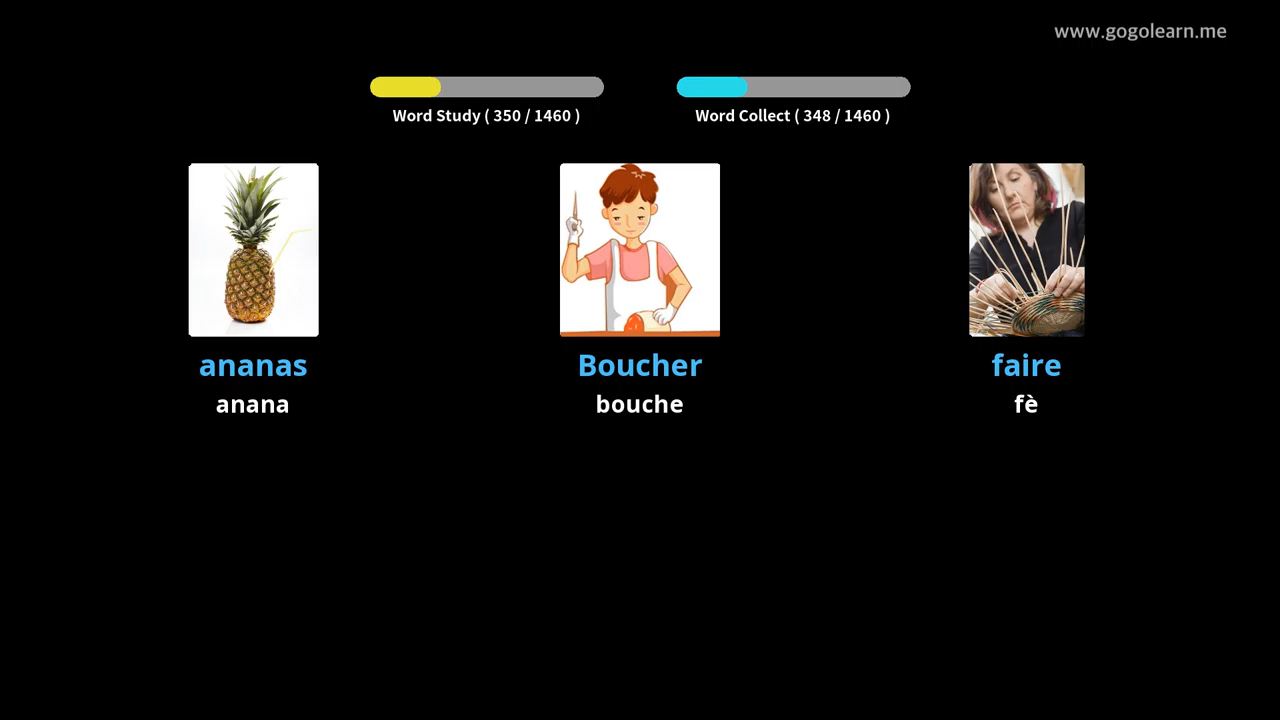 www.gogolearn.me
Word Study ( 350 / 1460 )
Word Collect ( 348 / 1460 )
ananas
Boucher
faire
anana
bouche
fè